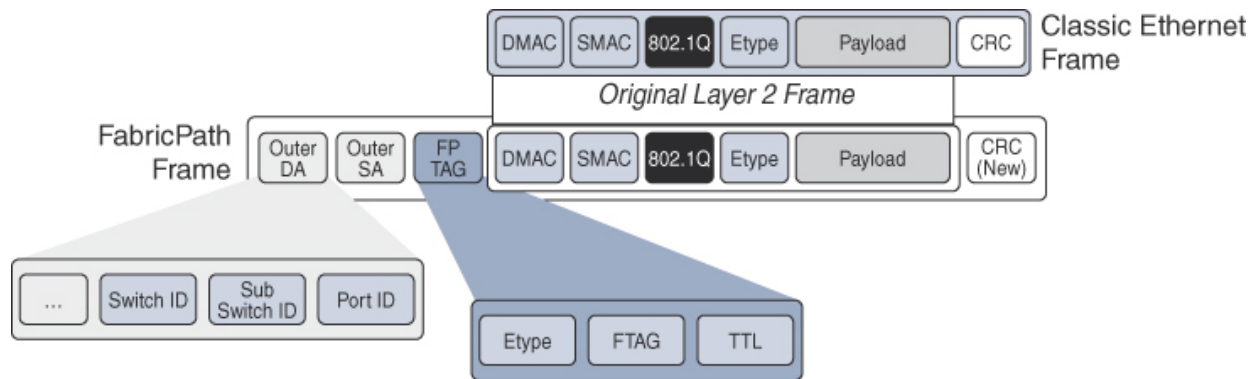 DMAC SMAC 802.1Q Etype Payload CRC
Classic Ethernet
Frame
Original Layer 2 Frame
FabricPath
Frame
Outer
DA
Outer
SA
FP
TAG
DMAC SMAC 802.1Q Etype Payload
CRC
(New)
... Switch ID
Sub
Switch ID
Port ID
Etype FTAG TTL